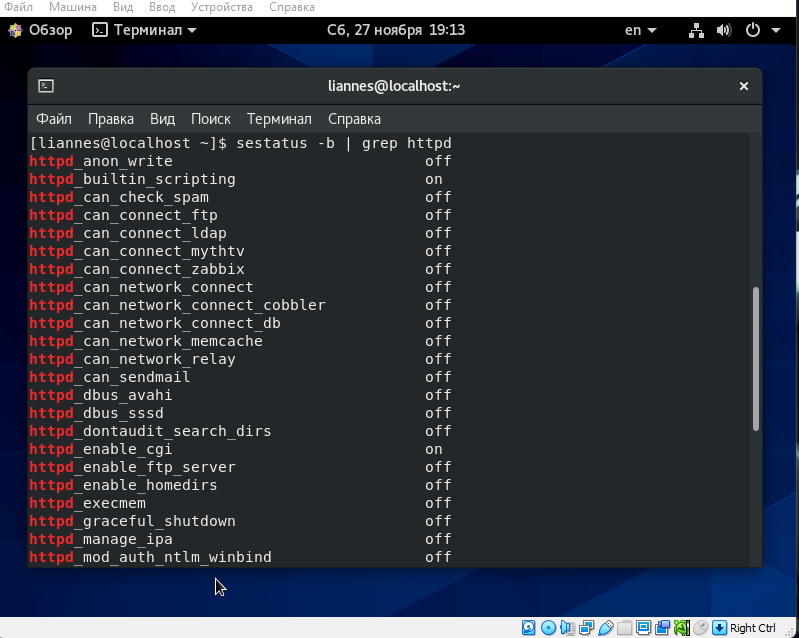 Файл Машина Вид Ввод Устройства Справка
Обзор Терминал Сб, 27 ноября 19:13 en
liannes@localhost:~
Файл Правка Вид Поиск Терминал Справка
[liannes@localhost ~]$ sestatus -b | grep httpd
httpd_anon_write off
httpd_builtin_scripting on
httpd_can_check_spam off
httpd_can_connect_ftp off
httpd_can_connect_ldap off
httpd_can_connect_mythtv off
httpd_can_connect_zabbix off
httpd_can_network_connect off
httpd_can_network_connect_cobbler off
httpd_can_network_connect_db off
httpd_can_network_memcache off
httpd_can_network_relay off
httpd_can_sendmail off
httpd_dbus_avahi off
httpd_dbus_sssd off
httpd_dontaudit_search_dirs off
httpd_enable_cgi on
httpd_enable_ftp_server off
httpd_enable_homedirs off
httpd_execmem off
httpd_graceful_shutdown off
httpd_manage_ipa off
httpd_mod_auth_ntlm_winbind off
Right Ctrl